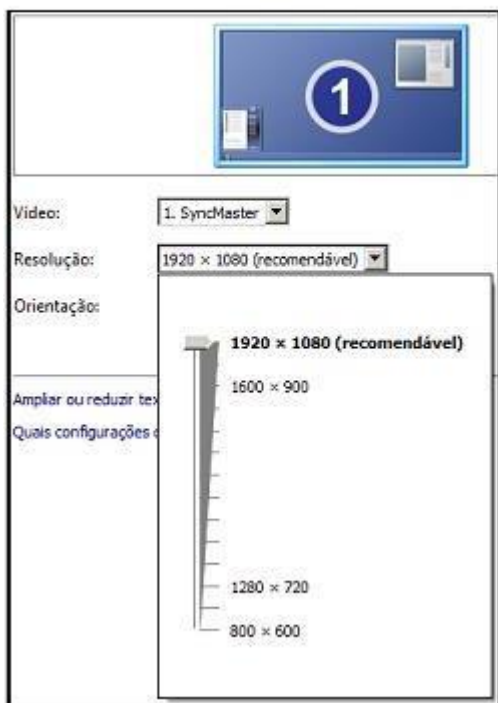 1
Vídeo: 1. SyncMaster
Resolução: 1920 × 1080 (recomendável)
Orientação:
1920 × 1080 (recomendável)
1600 × 900
Ampliar ou reduzir tex
Quais configurações
1280 × 720
800 × 600